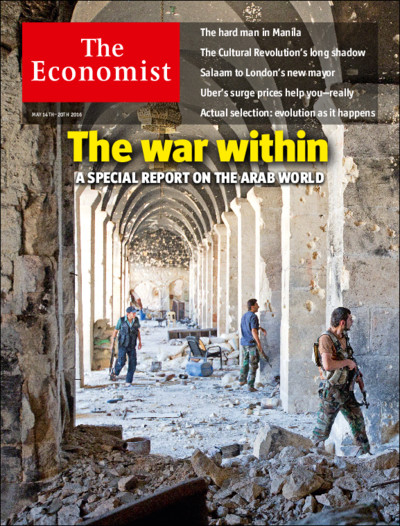 The
Economist
MAY 14TH–20TH 2016
The hard man in Manila
The Cultural Revolution's long shadow
Salaam to London's new mayor
Uber's surge prices help you—really
Actual selection: evolution as it happens
The war within
A SPECIAL REPORT ON THE ARAB WORLD